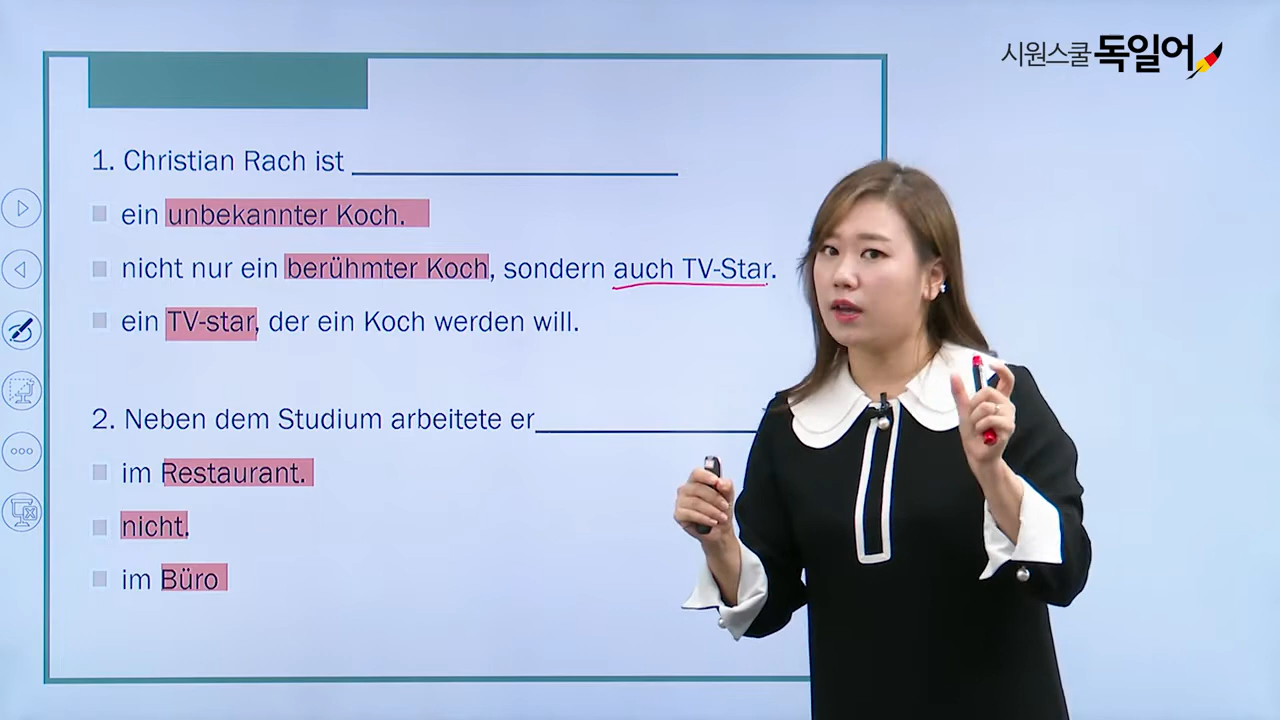 시원스쿨 독일어
1. Christian Rach ist
ein unbekannter Koch.
nicht nur ein berühmter Koch, sondern auch TV-Star.
ein TV-star, der ein Koch werden will.
2. Neben dem Studium arbeitete er
im Restaurant.
nicht.
im Büro